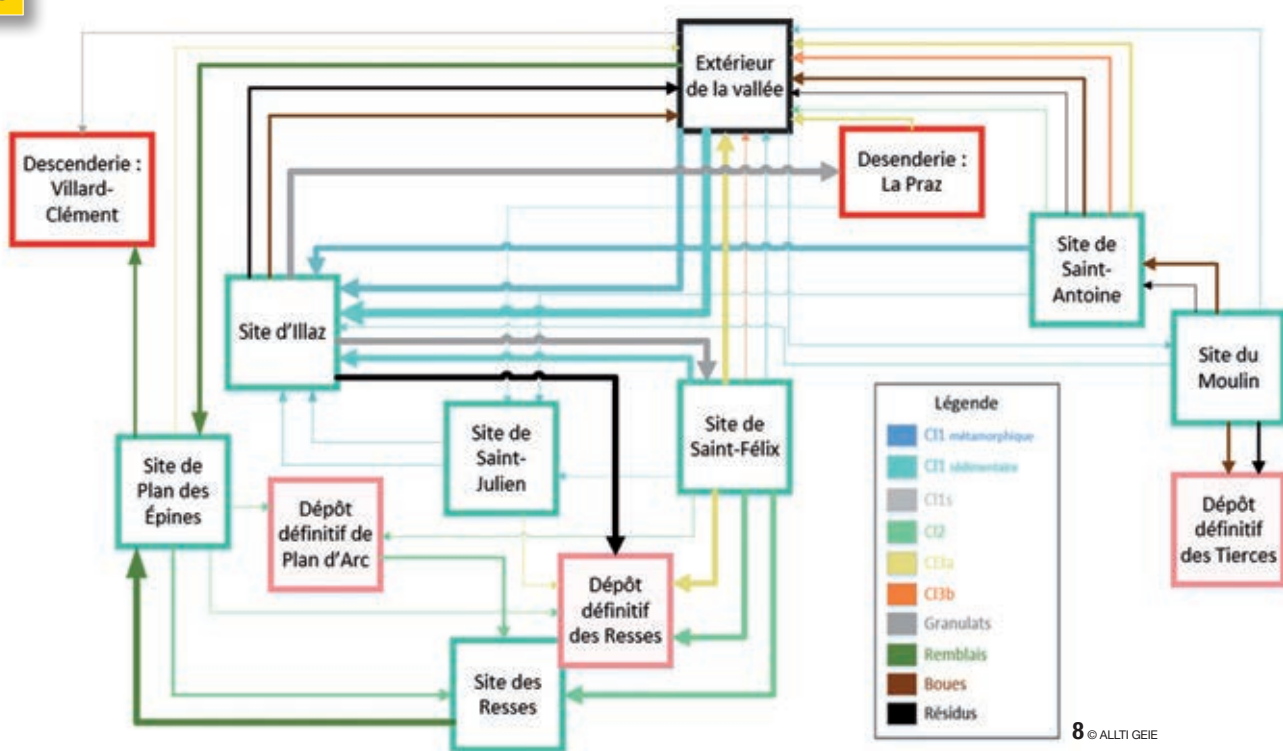 Extérieur
de la vallée
Descenderie :
Villard-
Clément
Desenderie :
La Praz
Site de
Saint-
Antoine
Site d'Illaz
Site du
Moulin
Site de
Saint-
Julien
Site de
Saint-Félix
Site de
Plan des
Épines
Dépôt
définitif de
Plan d'Arc
Dépôt
définitif
des Resses
Site des
Resses
Dépôt
définitif
des Tierces
Légende
Cl1 métamorphique
Cl1 sédimentaire
Cl1s
Cl2
Cl3a
Cl3b
Granulats
Remblais
Boues
Résidus
8 © ALLTI GEIE